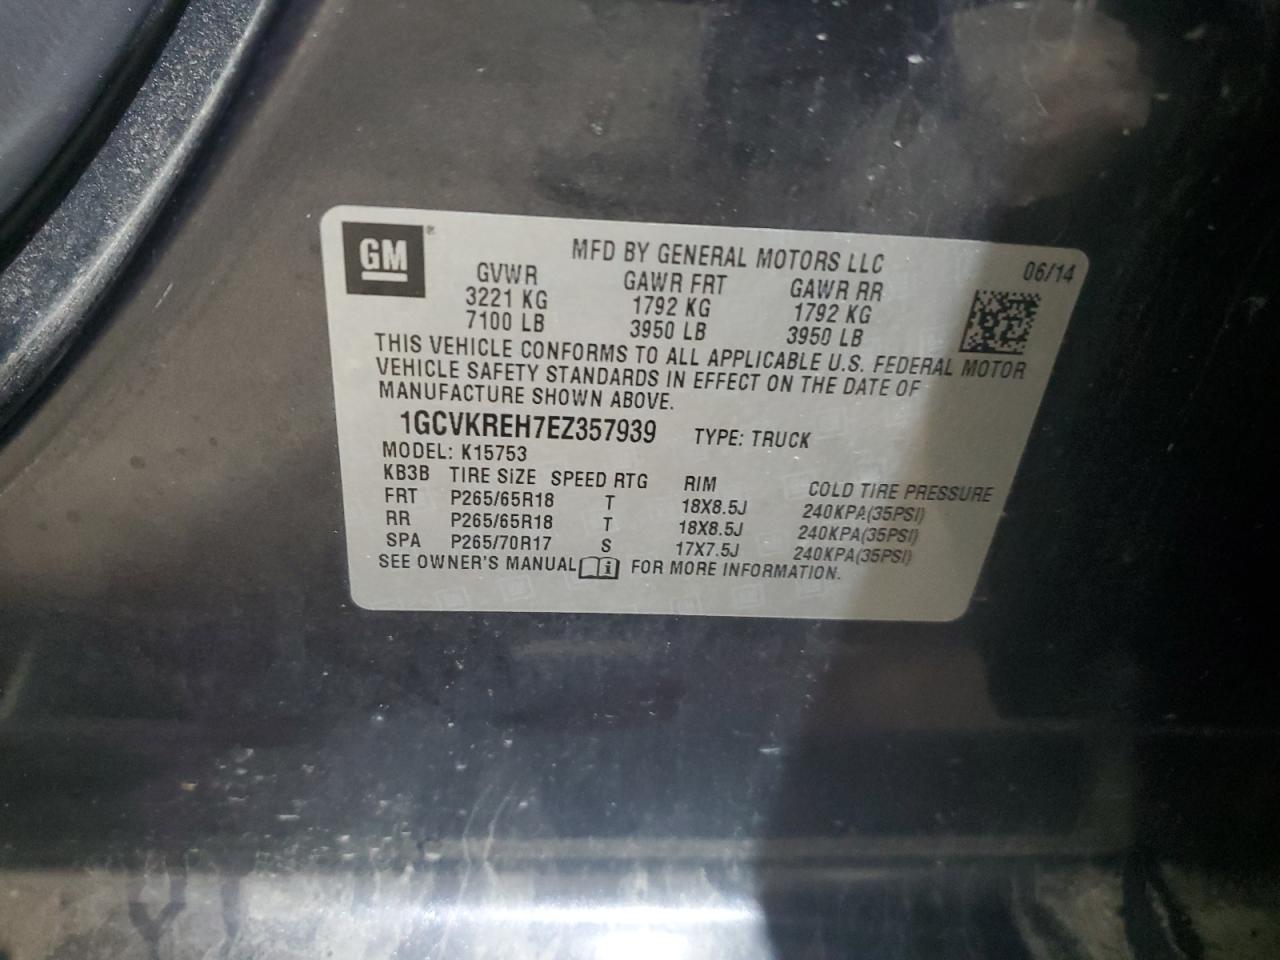 GM®
MFD BY GENERAL MOTORS LLC
06/14
GVWR GAWR FRT GAWR RR
3221 KG 1792 KG 1792 KG
7100 LB 3950 LB 3950 LB
THIS VEHICLE CONFORMS TO ALL APPLICABLE U.S. FEDERAL MOTOR
VEHICLE SAFETY STANDARDS IN EFFECT ON THE DATE OF
MANUFACTURE SHOWN ABOVE.
1GCVKREH7EZ357939 TYPE: TRUCK
MODEL: K15753
KB3B TIRE SIZE SPEED RTG RIM COLD TIRE PRESSURE
FRT P265/65R18 T 18X8.5J 240KPA(35PSI)
RR P265/65R18 T 18X8.5J 240KPA(35PSI)
SPA P265/70R17 S 17X7.5J 240KPA(35PSI)
SEE OWNER'S MANUAL i FOR MORE INFORMATION.